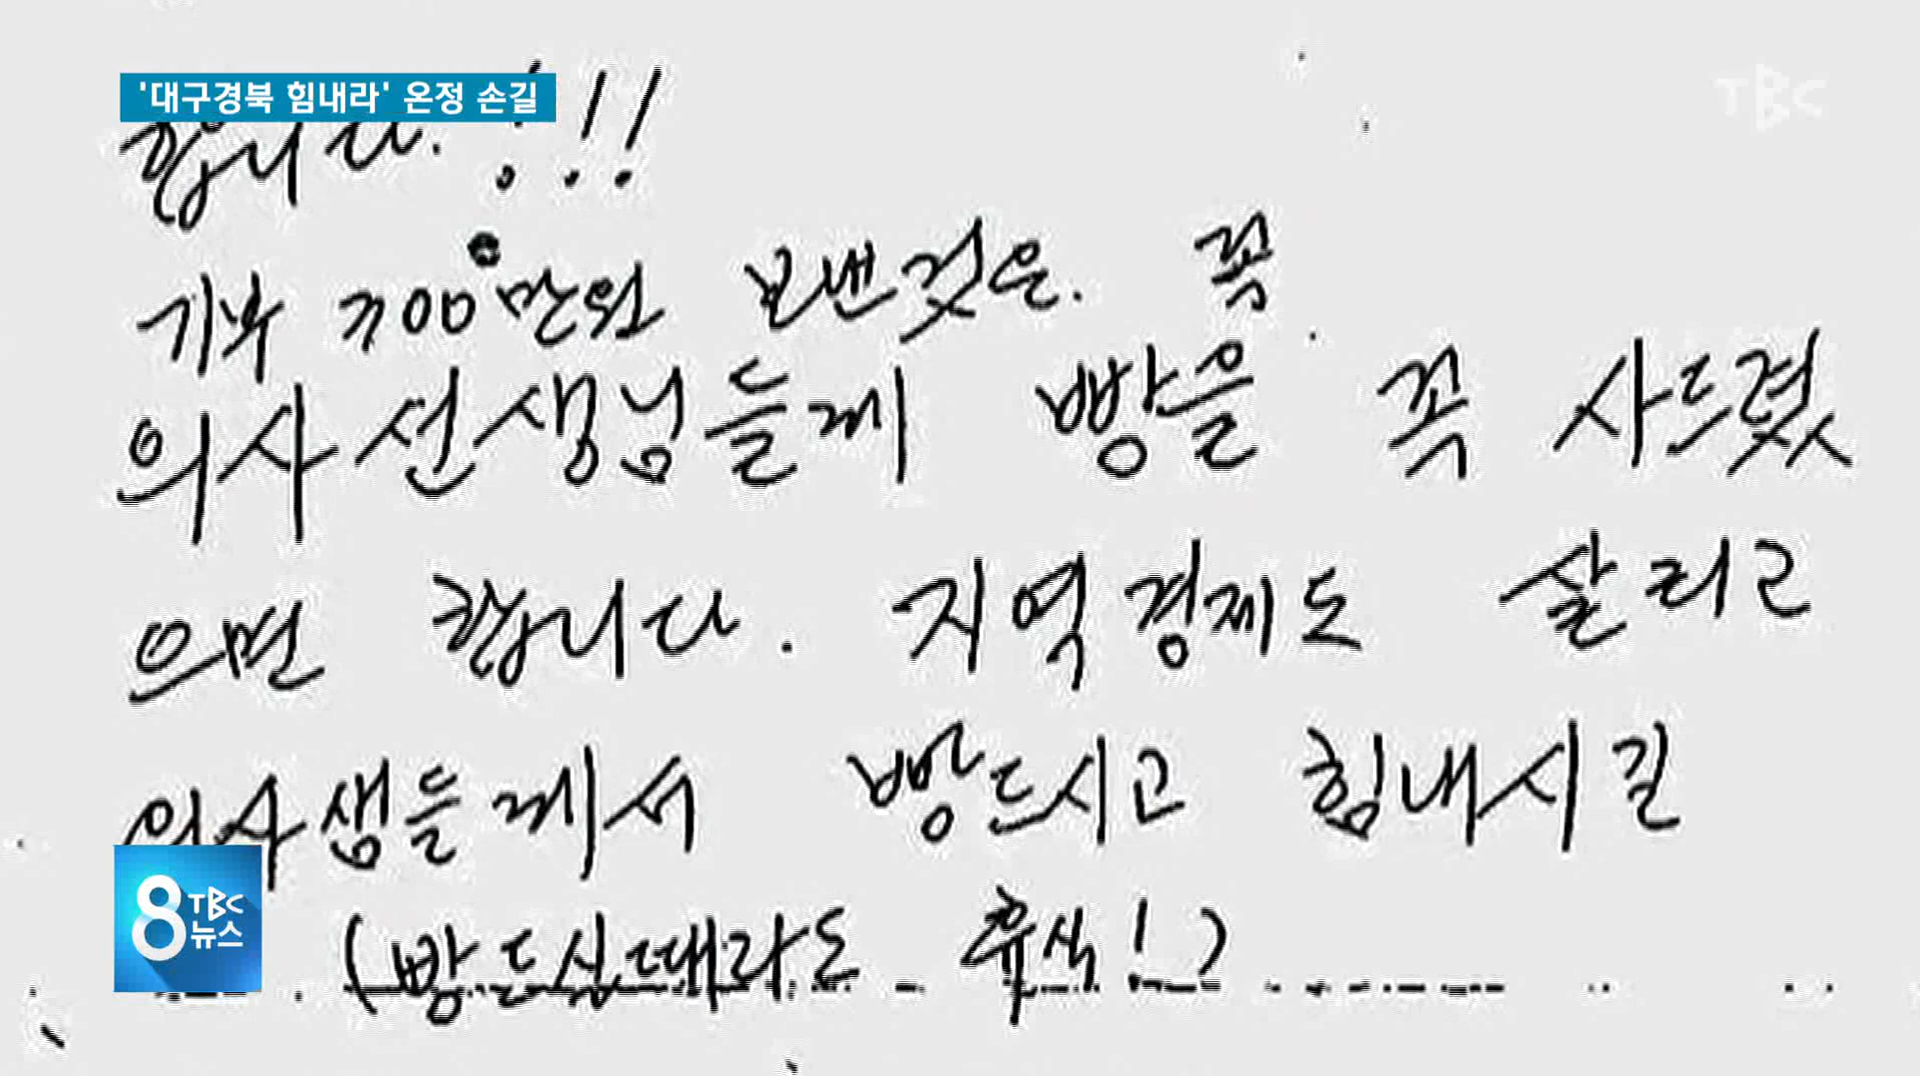 '대구경북 힘내라' 온정 손길
TBC
합니다. !!!
기부 700만원 보낸것은. 꼭
의사선생님들께 빵을 꼭 사드렸
으면 합니다. 지역경제도 살리고
의사샘들께서 빵드시고 힘내시길
(빵드실때라도 휴식!)
8 TBC
뉴스